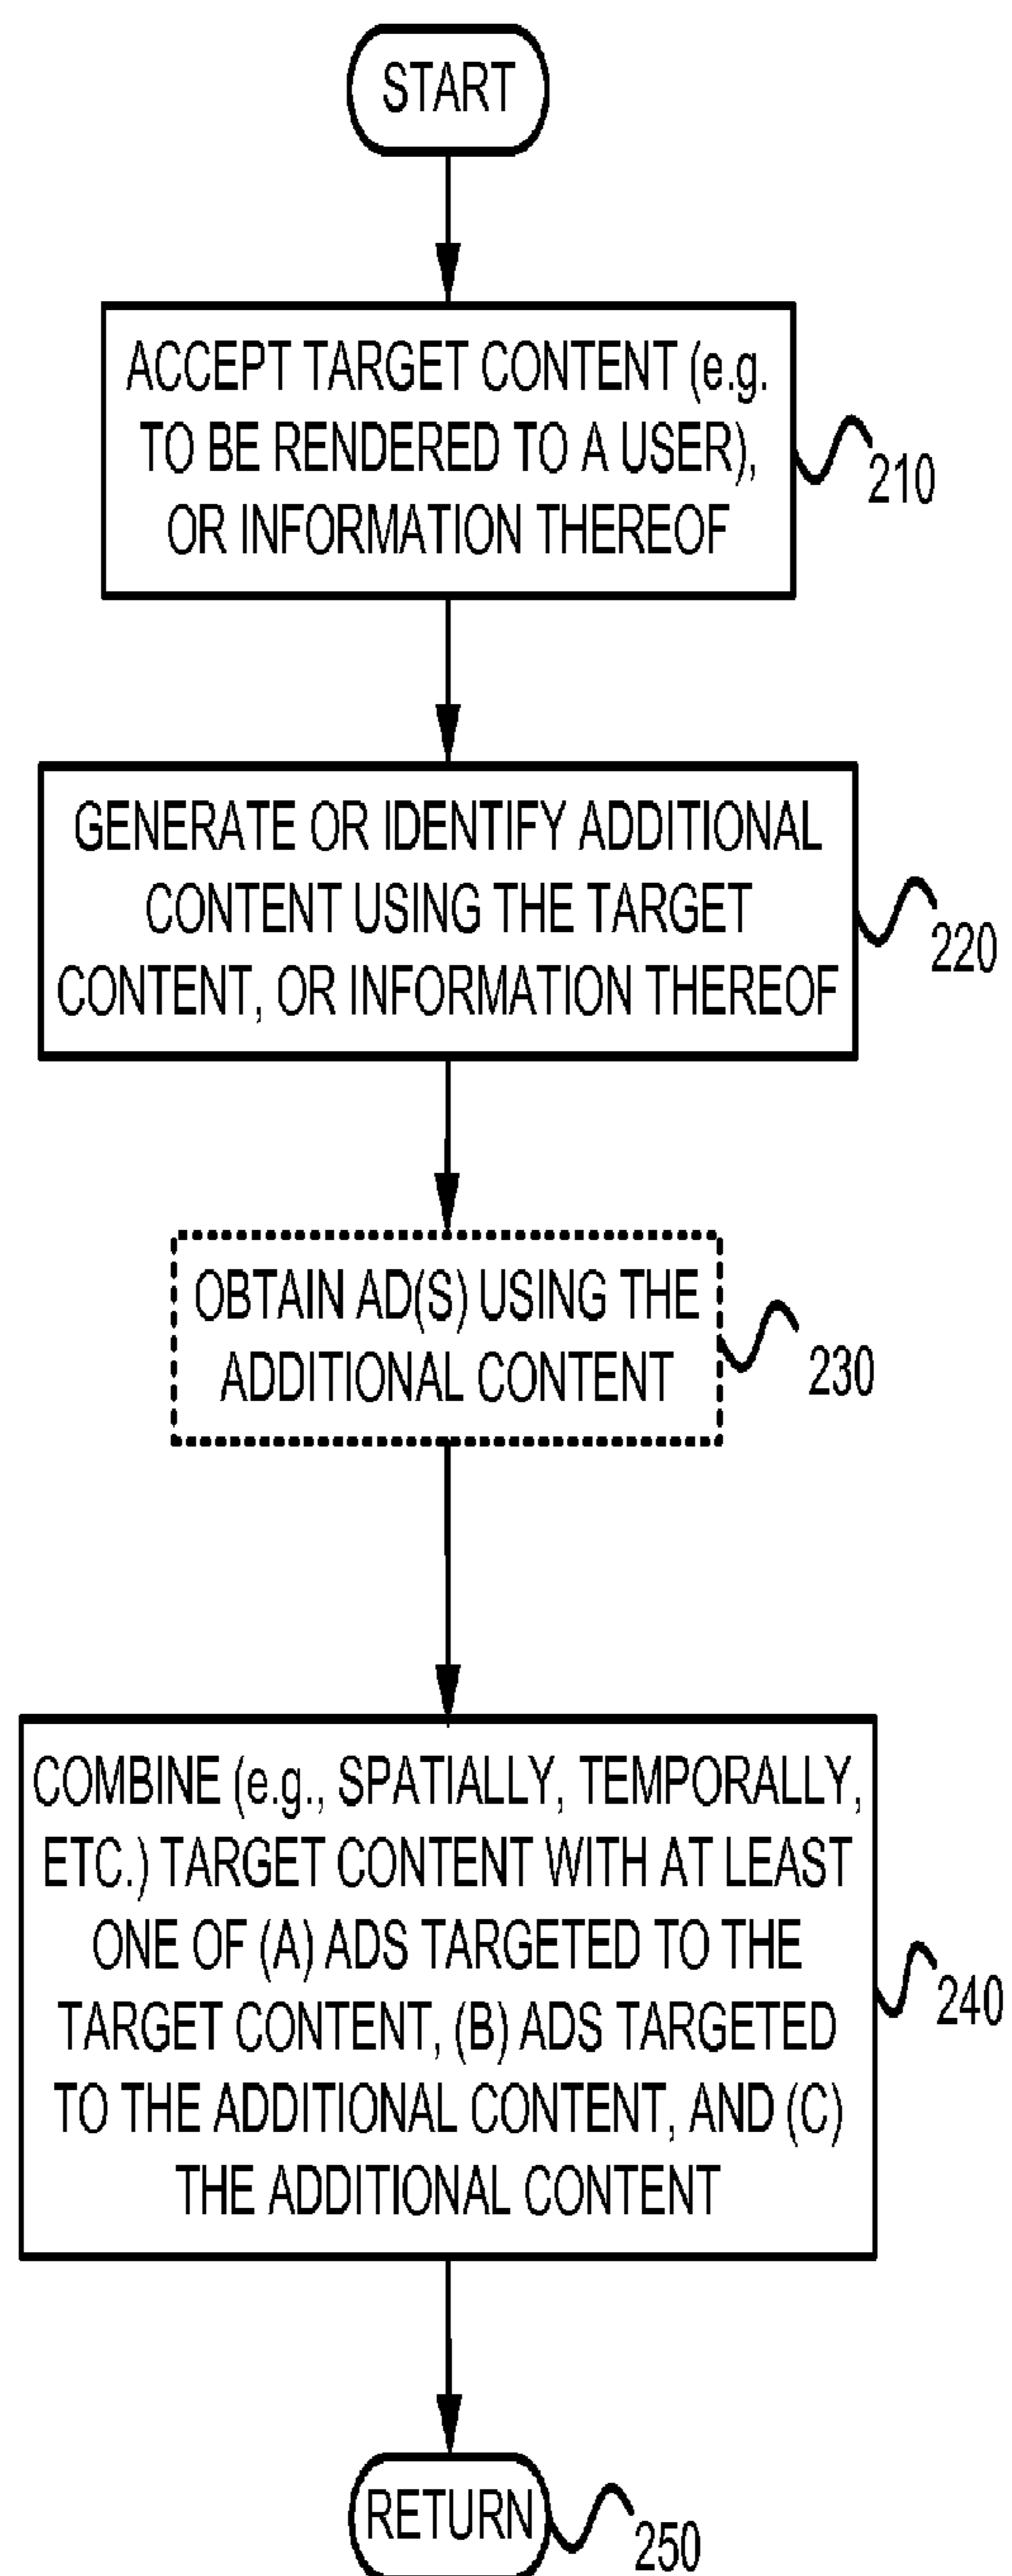 START
ACCEPT TARGET CONTENT (e.g.
TO BE RENDERED TO A USER),
OR INFORMATION THEREOF
210
GENERATE OR IDENTIFY ADDITIONAL
CONTENT USING THE TARGET
CONTENT, OR INFORMATION THEREOF
220
OBTAIN AD(S) USING THE
ADDITIONAL CONTENT
230
COMBINE (e.g., SPATIALLY, TEMPORALLY,
ETC.) TARGET CONTENT WITH AT LEAST
ONE OF (A) ADS TARGETED TO THE
TARGET CONTENT, (B) ADS TARGETED
TO THE ADDITIONAL CONTENT, AND (C)
THE ADDITIONAL CONTENT
240
RETURN
250